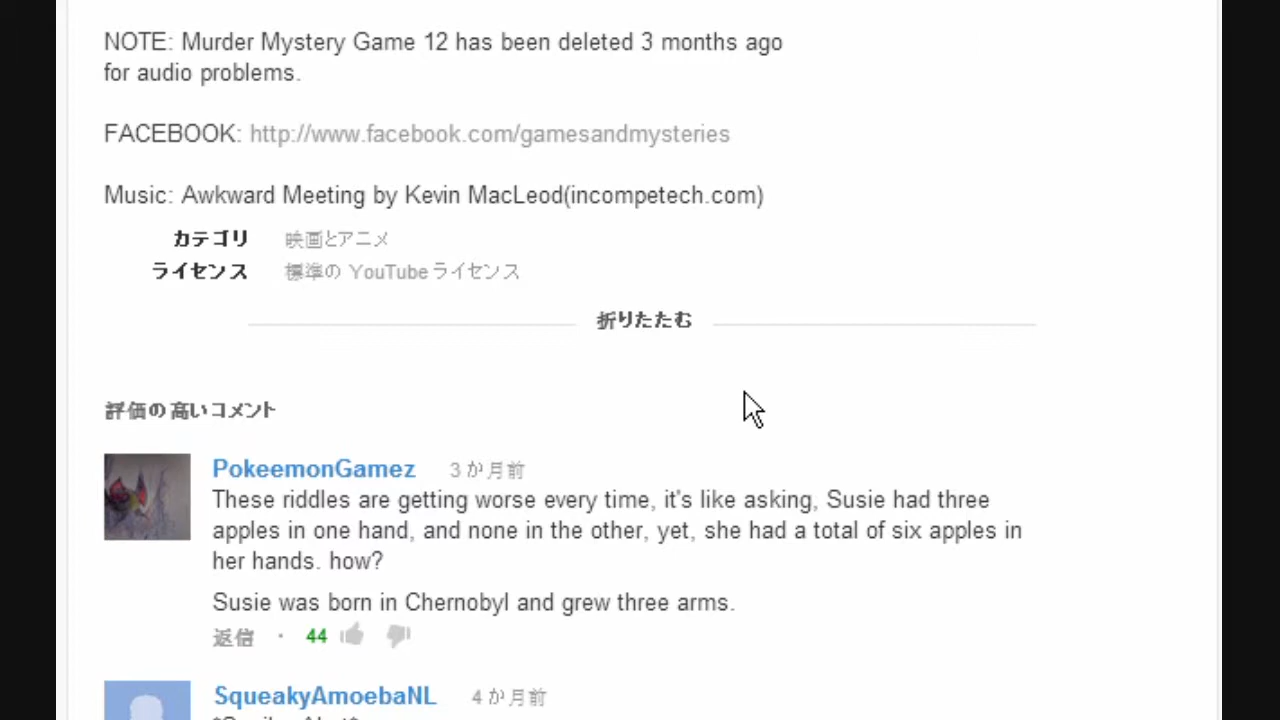 NOTE: Murder Mystery Game 12 has been deleted 3 months ago
for audio problems.
FACEBOOK: http://www.facebook.com/gamesandmysteries
Music: Awkward Meeting by Kevin MacLeod(incompetech.com)
カテゴリ 映画とアニメ
ライセンス 標準の YouTube ライセンス
折りたたむ
評価の高いコメント
PokeemonGamez 3 か月前
These riddles are getting worse every time, it's like asking, Susie had three
apples in one hand, and none in the other, yet, she had a total of six apples in
her hands. how?
Susie was born in Chernobyl and grew three arms.
返信 · 44
SqueakyAmoebaNL 4 か月前